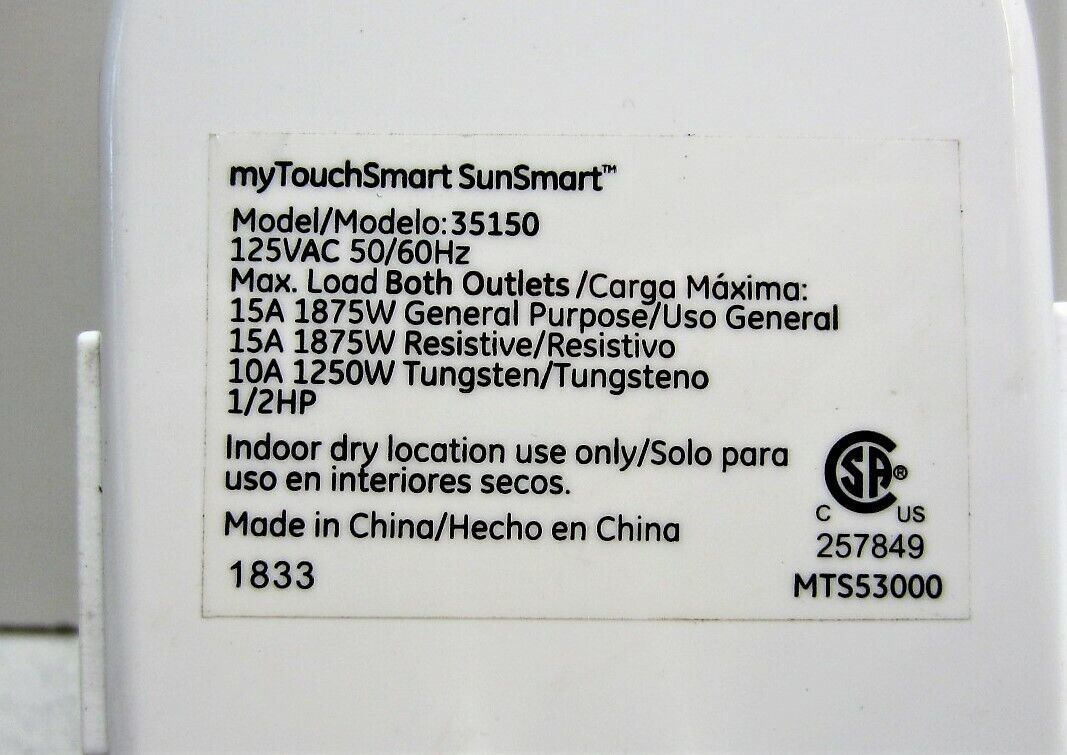 myTouchSmart SunSmart™
Model/Modelo: 35150
125VAC 50/60Hz
Max. Load Both Outlets /Carga Máxima:
15A 1875W General Purpose/Uso General
15A 1875W Resistive/Resistivo
10A 1250W Tungsten/Tungsteno
1/2HP
Indoor dry location use only/Solo para
uso en interiores secos.
Made in China/Hecho en China
1833
CSA®
C US
257849
MTS53000